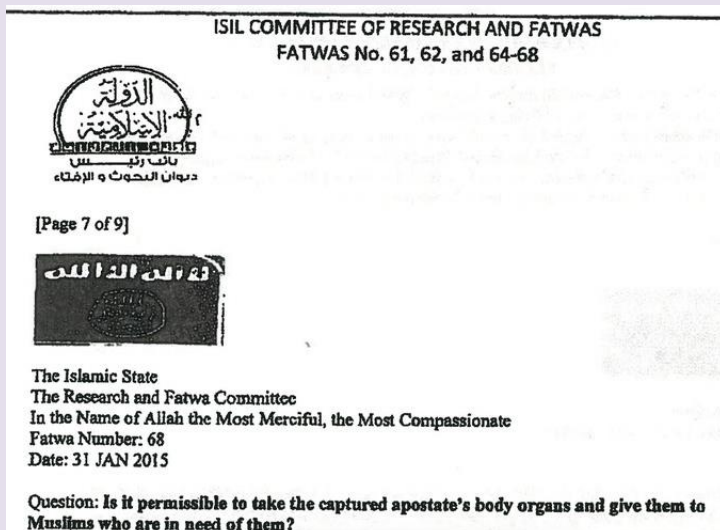 ISIL COMMITTEE OF RESEARCH AND FATWAS
FATWAS No. 61, 62, and 64-68
الدولة
الإسلامية
نائب رئيس
ديوان البحوث و الإفتاء
[Page 7 of 9]
لا اله الا الله
The Islamic State
The Research and Fatwa Committee
In the Name of Allah the Most Merciful, the Most Compassionate
Fatwa Number: 68
Date: 31 JAN 2015
Question: Is it permissible to take the captured apostate's body organs and give them to
Muslims who are in need of them?